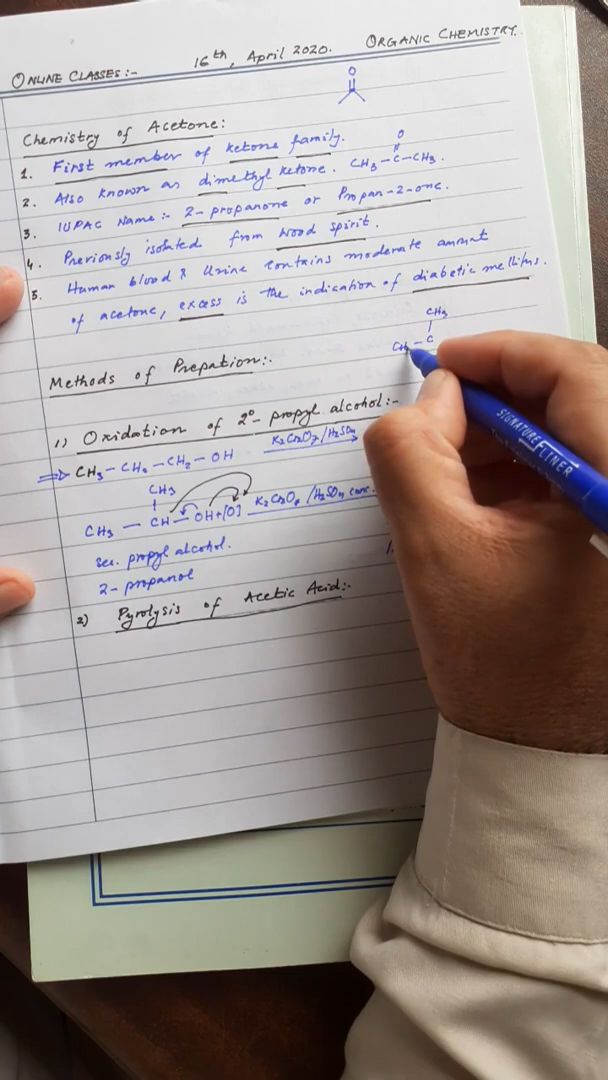 ONLINE CLASSES:- 16th, April 2020. ORGANIC CHEMISTRY.
O
Chemistry of Acetone:
1. First member of ketone family.
O
2. Also known as dimethyl ketone. CH3-C-CH3.
3. IUPAC Name:- 2-propanone or Propan-2-one.
4. Previously isolated from wood spirit.
5. Human blood & Urine contains moderate amount
of acetone, excess is the indication of diabetic mellitus.
CH3
CH3-C
Methods of Prepation:.
1) Oxidation of 2°-propyl alcohol:-
⇒ CH3-CH2-CH2-OH K2Cr2O7/H2SO4
CH3
CH3-CH-OH+[O] K2Cr2O7/H2SO4 conc.
sec. propyl alcohol.
2-propanol
2) Pyrolysis of Acetic Acid:-
SIGNATURE LINER